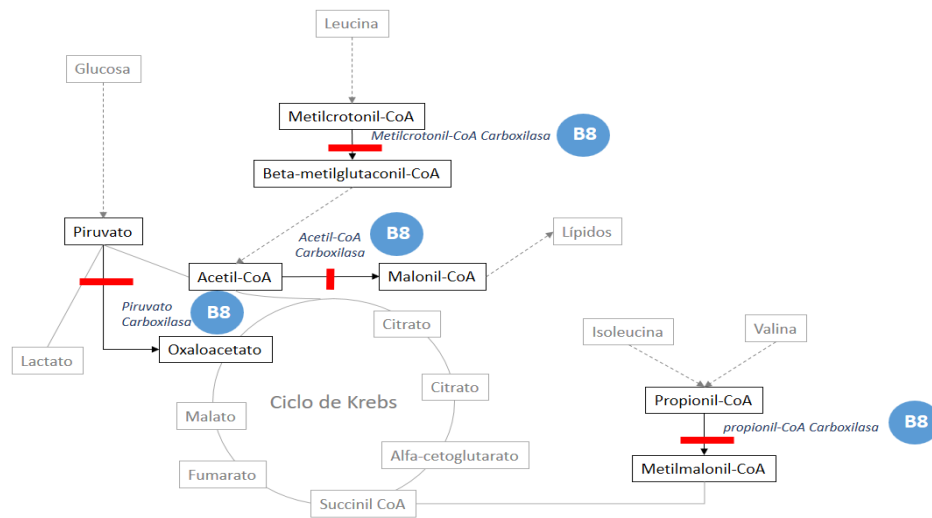 Leucina
Glucosa
Metilcrotonil-CoA
Metilcrotonil-CoA Carboxilasa
B8
Beta-metilglutaconil-CoA
Piruvato
Acetil-CoA
Carboxilasa
B8
Lípidos
Acetil-CoA
Malonil-CoA
Piruvato
Carboxilasa
B8
Citrato
Isoleucina
Valina
Lactato
Oxaloacetato
Citrato
Ciclo de Krebs
Propionil-CoA
Malato
propionil-CoA Carboxilasa
B8
Alfa-cetoglutarato
Metilmalonil-CoA
Fumarato
Succinil CoA